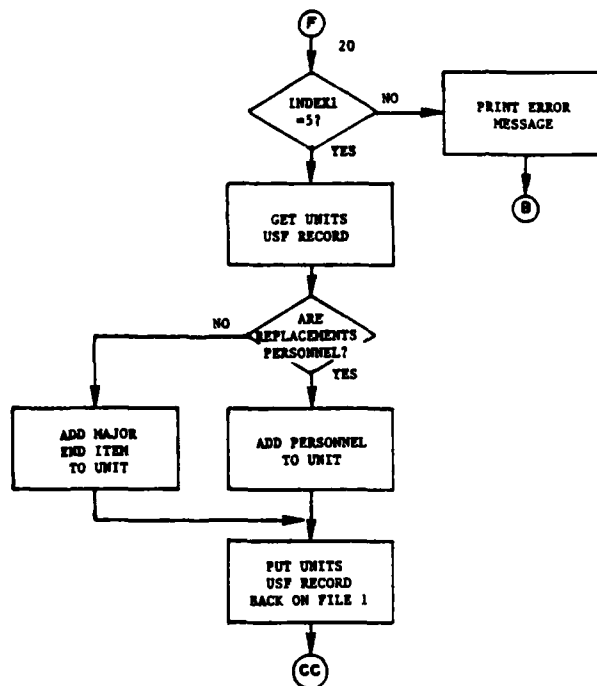 F
20
INDEX1
=5?
NO
PRINT ERROR
MESSAGE
YES
B
GET UNITS
USF RECORD
NO
ARE
REPLACEMENTS
PERSONNEL?
YES
ADD MAJOR
END ITEM
TO UNIT
ADD PERSONNEL
TO UNIT
PUT UNITS
USF RECORD
BACK ON FILE 1
CC